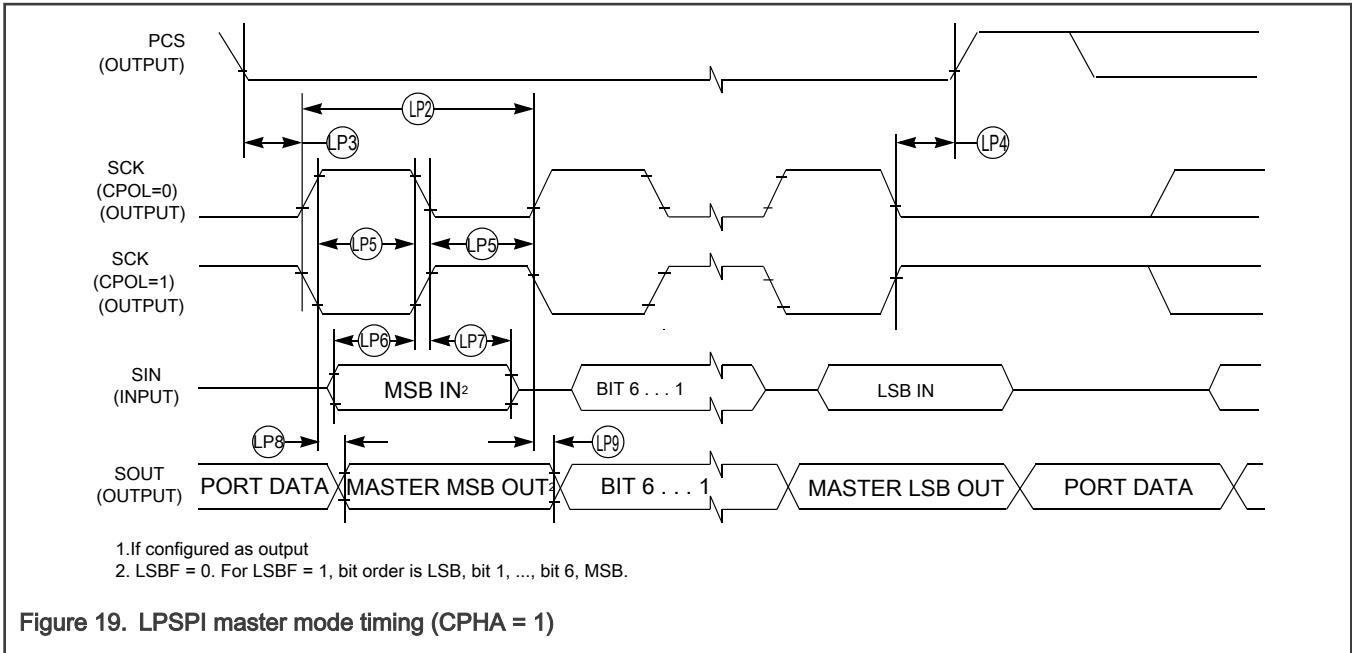 PCS
(OUTPUT)
LP2
LP3
LP4
SCK
(CPOL=0)
(OUTPUT)
LP5
LP5
SCK
(CPOL=1)
(OUTPUT)
LP6
LP7
SIN
(INPUT)
MSB IN2
BIT 6 . . . 1
LSB IN
LP8
LP9
SOUT
(OUTPUT)
PORT DATA
MASTER MSB OUT2
BIT 6 . . . 1
MASTER LSB OUT
PORT DATA
1.If configured as output
2. LSBF = 0. For LSBF = 1, bit order is LSB, bit 1, ..., bit 6, MSB.
Figure 19. LPSPI master mode timing (CPHA = 1)